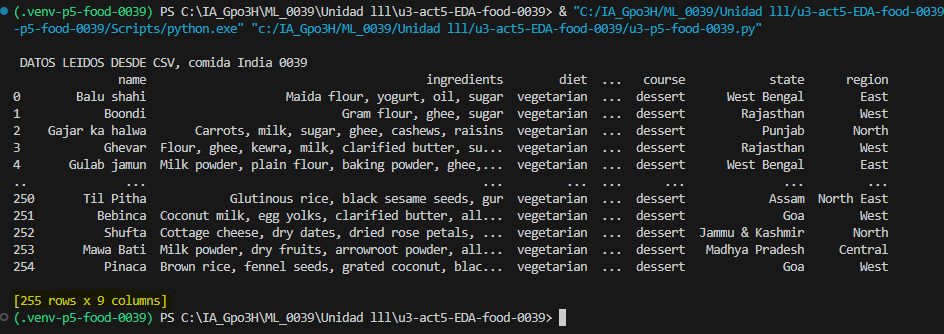 (.venv-p5-food-0039) PS C:\IA_Gpo3H\ML_0039\Unidad lll\u3-act5-EDA-food-0039> & "C:/IA_Gpo3H/ML_0039/Unidad lll/u3-act5-EDA-food-0039/.venv
-p5-food-0039/Scripts/python.exe" "c:/IA_Gpo3H/ML_0039/Unidad lll/u3-act5-EDA-food-0039/u3-p5-food-0039.py"
DATOS LEIDOS DESDE CSV, comida India 0039
name ingredients diet ... course state region
0 Balu shahi Maida flour, yogurt, oil, sugar vegetarian ... dessert West Bengal East
1 Boondi Gram flour, ghee, sugar vegetarian ... dessert Rajasthan West
2 Gajar ka halwa Carrots, milk, sugar, ghee, cashews, raisins vegetarian ... dessert Punjab North
3 Ghevar Flour, ghee, kewra, milk, clarified butter, su... vegetarian ... dessert Rajasthan West
4 Gulab jamun Milk powder, plain flour, baking powder, ghee,... vegetarian ... dessert West Bengal East
.. ... ... ... ... ... ... ...
250 Til Pitha Glutinous rice, black sesame seeds, gur vegetarian ... dessert Assam North East
251 Bebinca Coconut milk, egg yolks, clarified butter, all... vegetarian ... dessert Goa West
252 Shufta Cottage cheese, dry dates, dried rose petals, ... vegetarian ... dessert Jammu & Kashmir North
253 Mawa Bati Milk powder, dry fruits, arrowroot powder, all... vegetarian ... dessert Madhya Pradesh Central
254 Pinaca Brown rice, fennel seeds, grated coconut, blac... vegetarian ... dessert Goa West
[255 rows x 9 columns]
(.venv-p5-food-0039) PS C:\IA_Gpo3H\ML_0039\Unidad lll\u3-act5-EDA-food-0039>